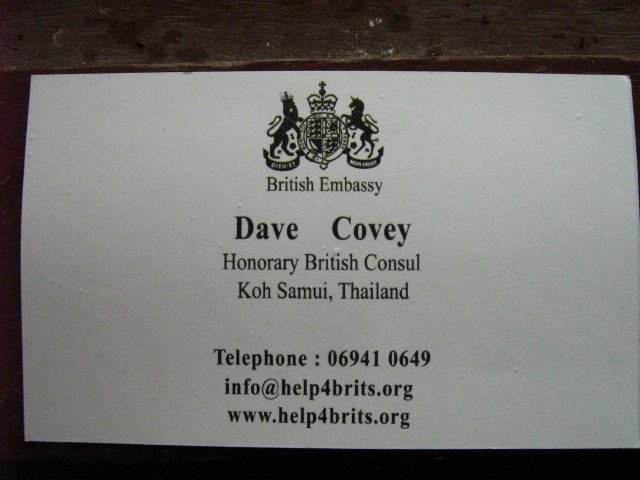 DIEU·ET MON DROIT
British Embassy
Dave Covey
Honorary British Consul
Koh Samui, Thailand
Telephone : 06941 0649
info@help4brits.org
www.help4brits.org